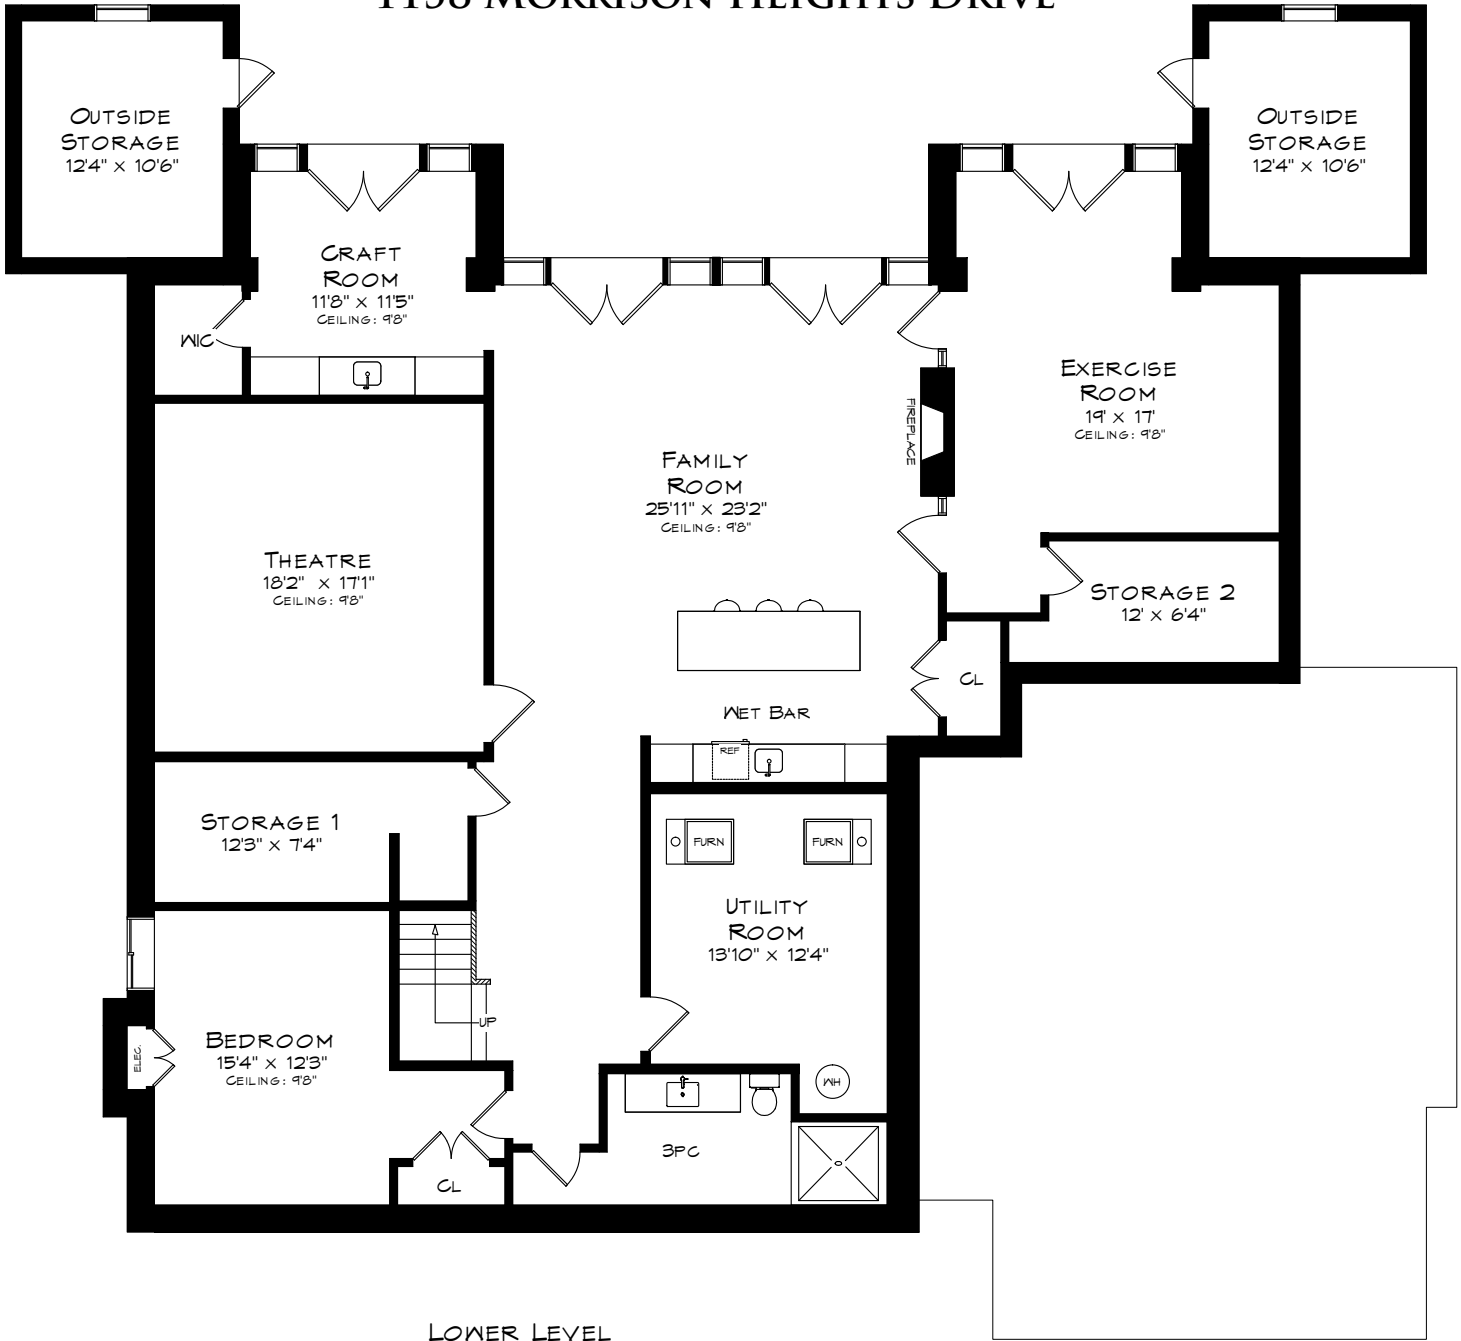 1138 MORRISON HEIGHTS DRIVE
OUTSIDE
STORAGE
12'4" x 10'6"
OUTSIDE
STORAGE
12'4" x 10'6"
CRAFT
ROOM
11'8" x 11'5"
CEILING: 9'8"
WIC
EXERCISE
ROOM
19' x 17'
CEILING: 9'8"
FIREPLACE
FAMILY
ROOM
25'11" x 23'2"
CEILING: 9'8"
THEATRE
18'2" x 17'1"
CEILING: 9'8"
STORAGE 2
12' x 6'4"
CL
WET BAR
REF
STORAGE 1
12'3" x 7'4"
FURN
FURN
UTILITY
ROOM
13'10" x 12'4"
UP
BEDROOM
15'4" x 12'3"
CEILING: 9'8"
ELEC.
WH
3PC
CL
LOWER LEVEL